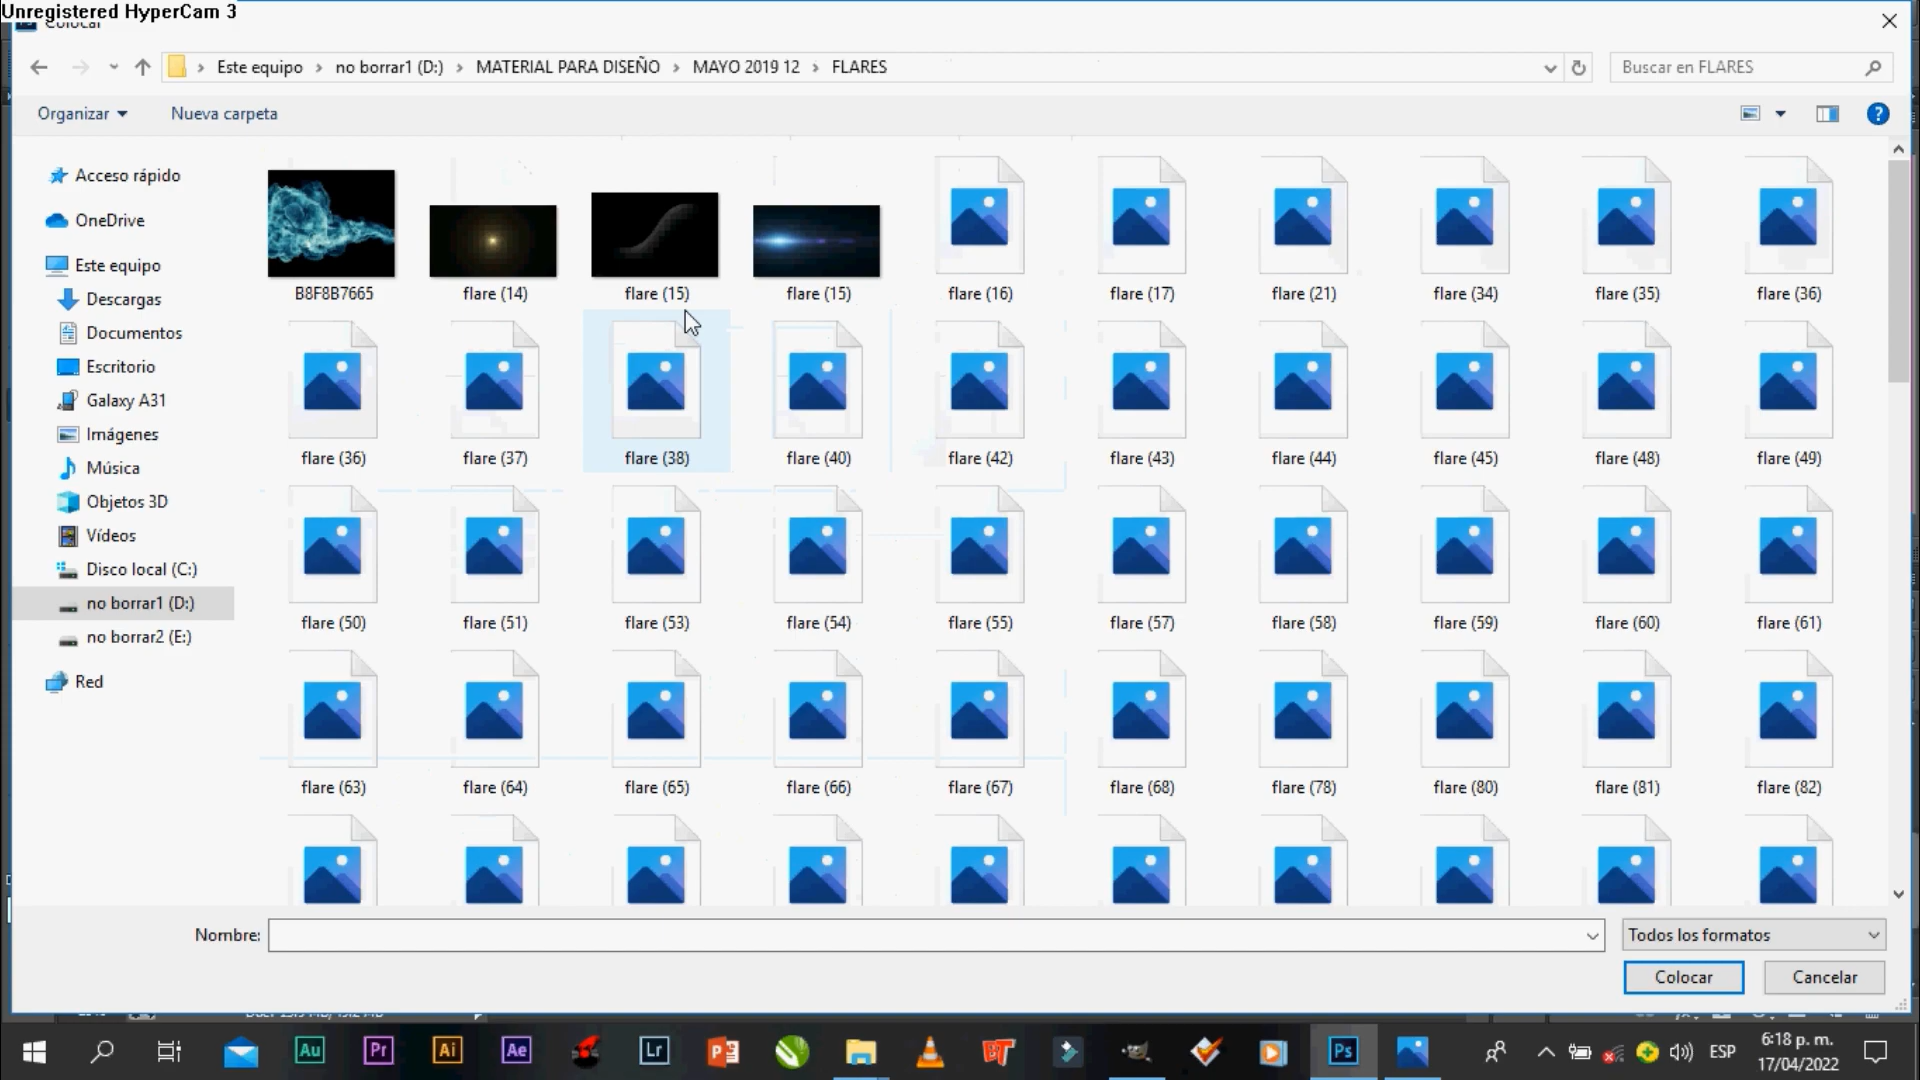 Unregistered HyperCam 3
Colocar
Este equipo > no borrar1 (D:) > MATERIAL PARA DISEÑO > MAYO 2019 12 > FLARES
Buscar en FLARES
Organizar
Nueva carpeta
Acceso rápido
OneDrive
Este equipo
Descargas
Documentos
Escritorio
Galaxy A31
Imágenes
Música
Objetos 3D
Vídeos
Disco local (C:)
no borrar1 (D:)
no borrar2 (E:)
Red
B8F8B7665 flare (14) flare (15) flare (15) flare (16) flare (17) flare (21) flare (34) flare (35) flare (36)
flare (36) flare (37) flare (38) flare (40) flare (42) flare (43) flare (44) flare (45) flare (48) flare (49)
flare (50) flare (51) flare (53) flare (54) flare (55) flare (57) flare (58) flare (59) flare (60) flare (61)
flare (63) flare (64) flare (65) flare (66) flare (67) flare (68) flare (78) flare (80) flare (81) flare (82)
Nombre:
Todos los formatos
Colocar
Cancelar
Au Pr Ai Ae Lr Ps
ESP
6:18 p. m.
17/04/2022